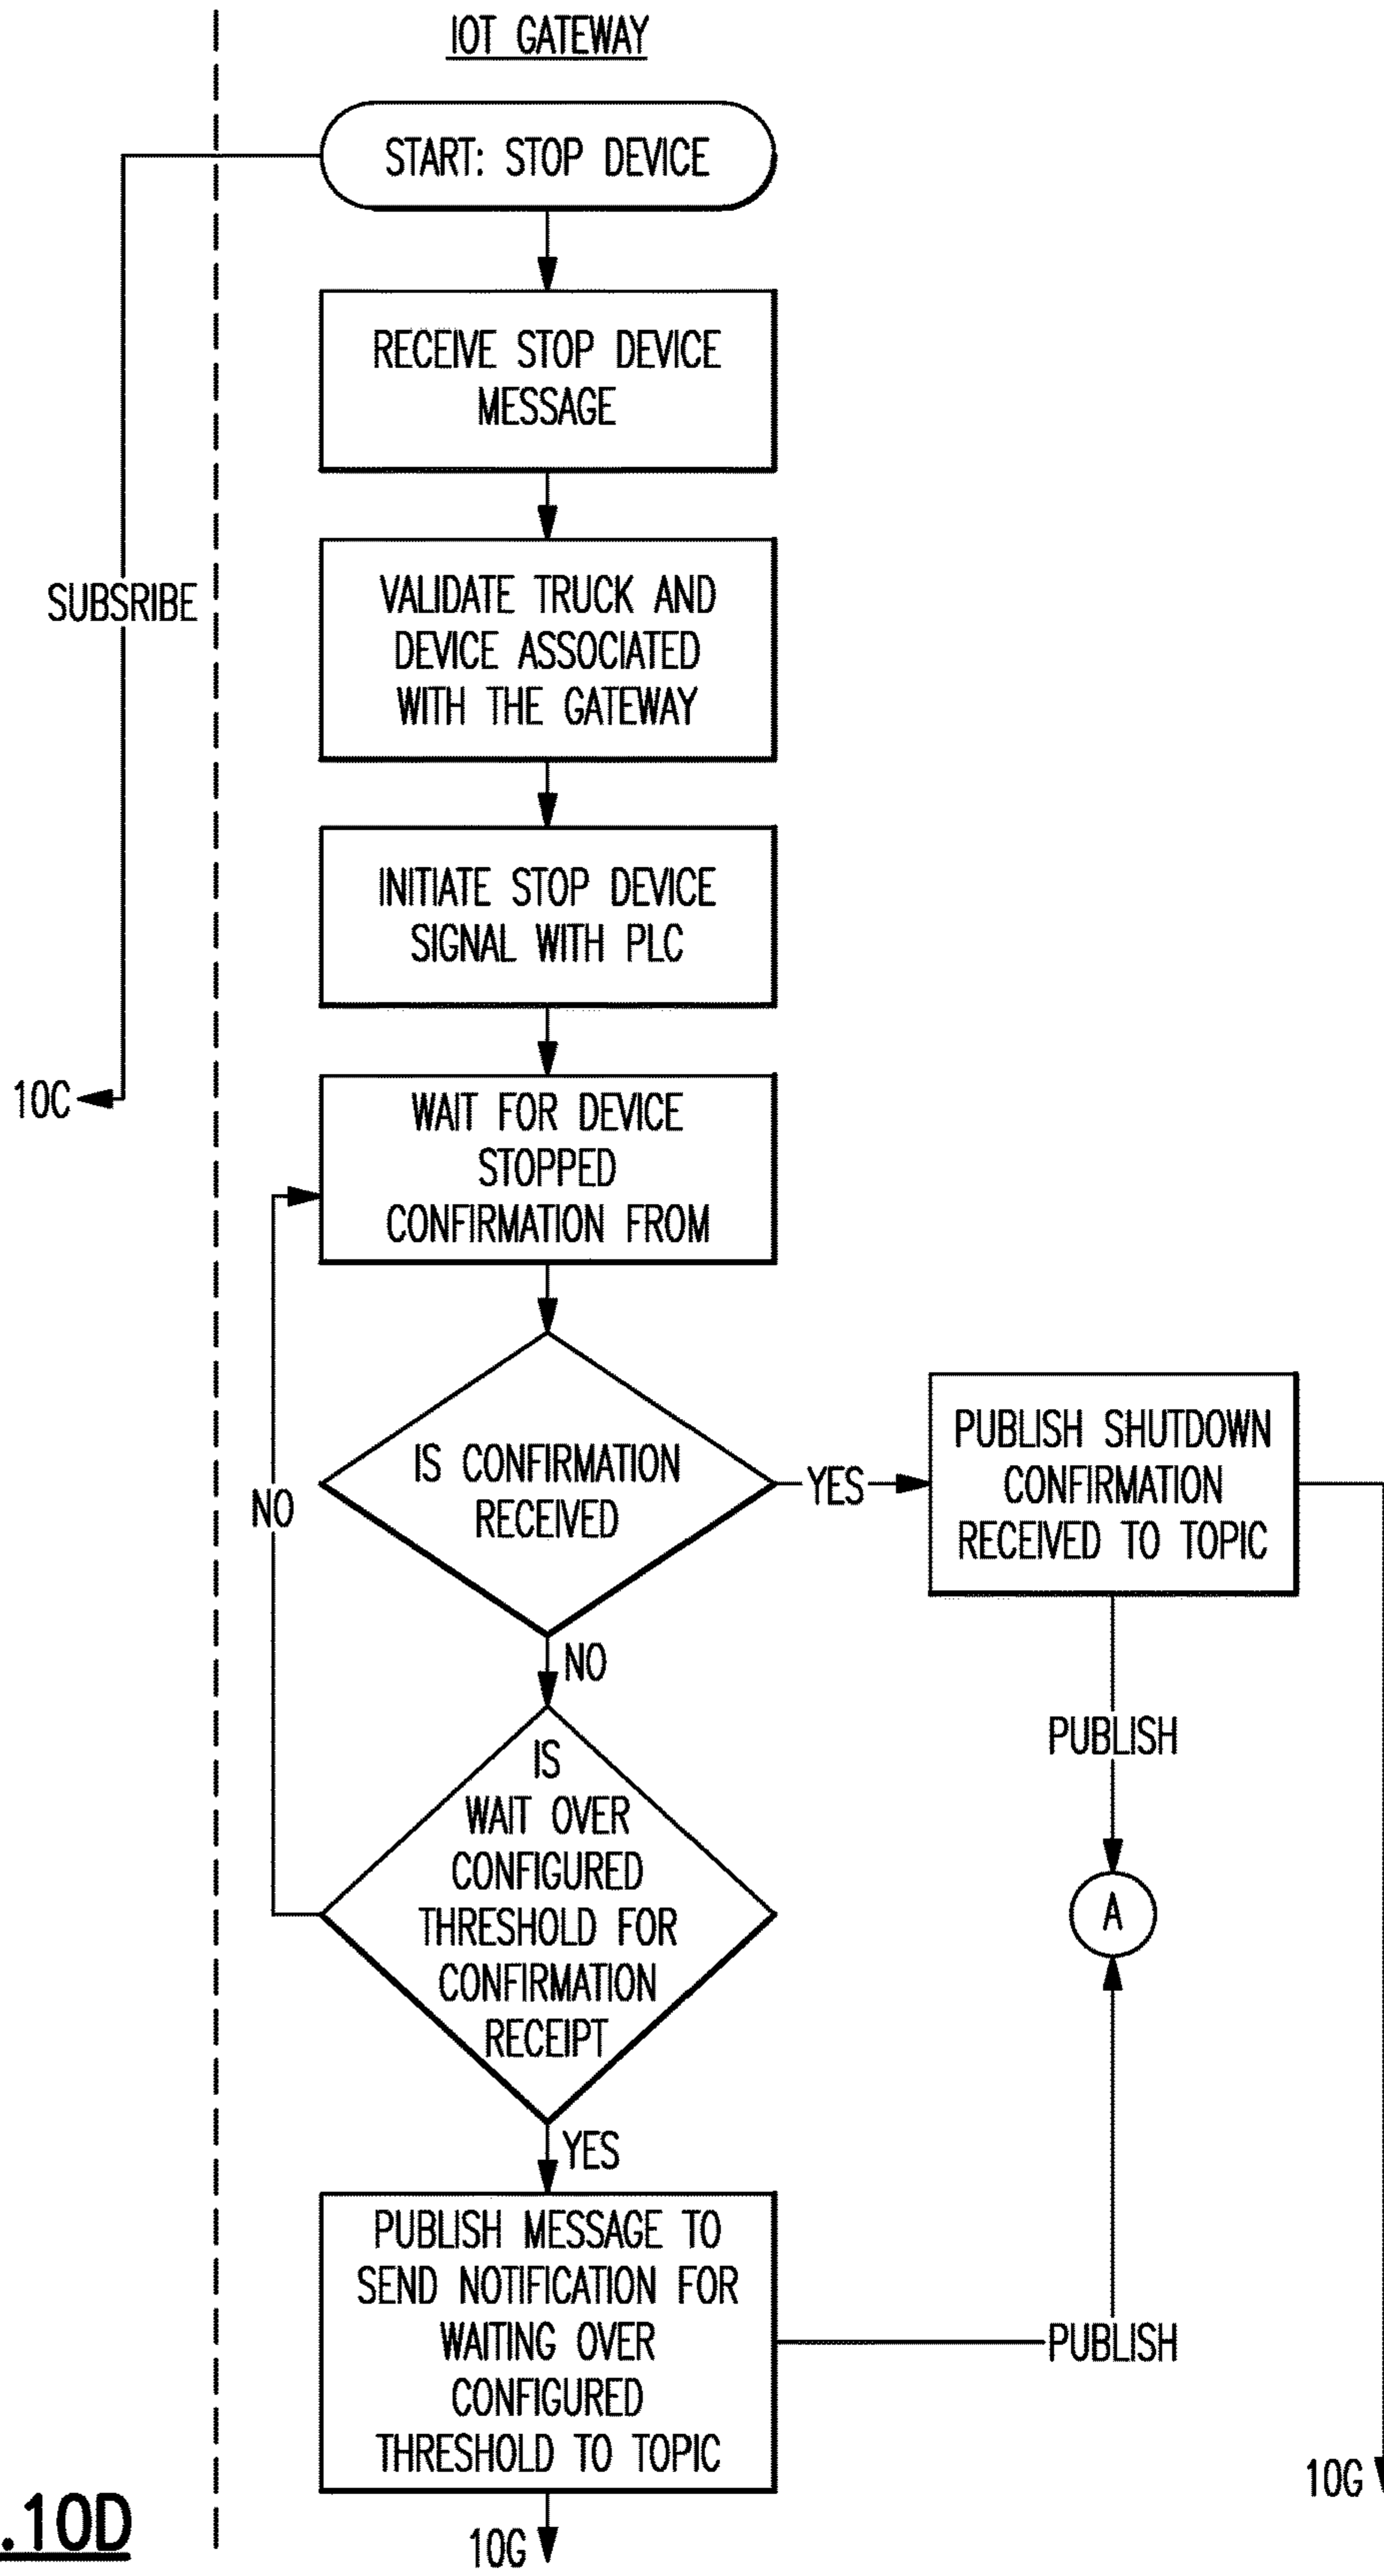 IOT GATEWAY
START: STOP DEVICE
RECEIVE STOP DEVICE
MESSAGE
VALIDATE TRUCK AND
DEVICE ASSOCIATED
WITH THE GATEWAY
SUBSRIBE
INITIATE STOP DEVICE
SIGNAL WITH PLC
10C
WAIT FOR DEVICE
STOPPED
CONFIRMATION FROM
IS CONFIRMATION
RECEIVED
YES
PUBLISH SHUTDOWN
CONFIRMATION
RECEIVED TO TOPIC
NO
NO
PUBLISH
IS
WAIT OVER
CONFIGURED
THRESHOLD FOR
CONFIRMATION
RECEIPT
A
YES
PUBLISH MESSAGE TO
SEND NOTIFICATION FOR
WAITING OVER
CONFIGURED
THRESHOLD TO TOPIC
PUBLISH
10G
10G
.10D